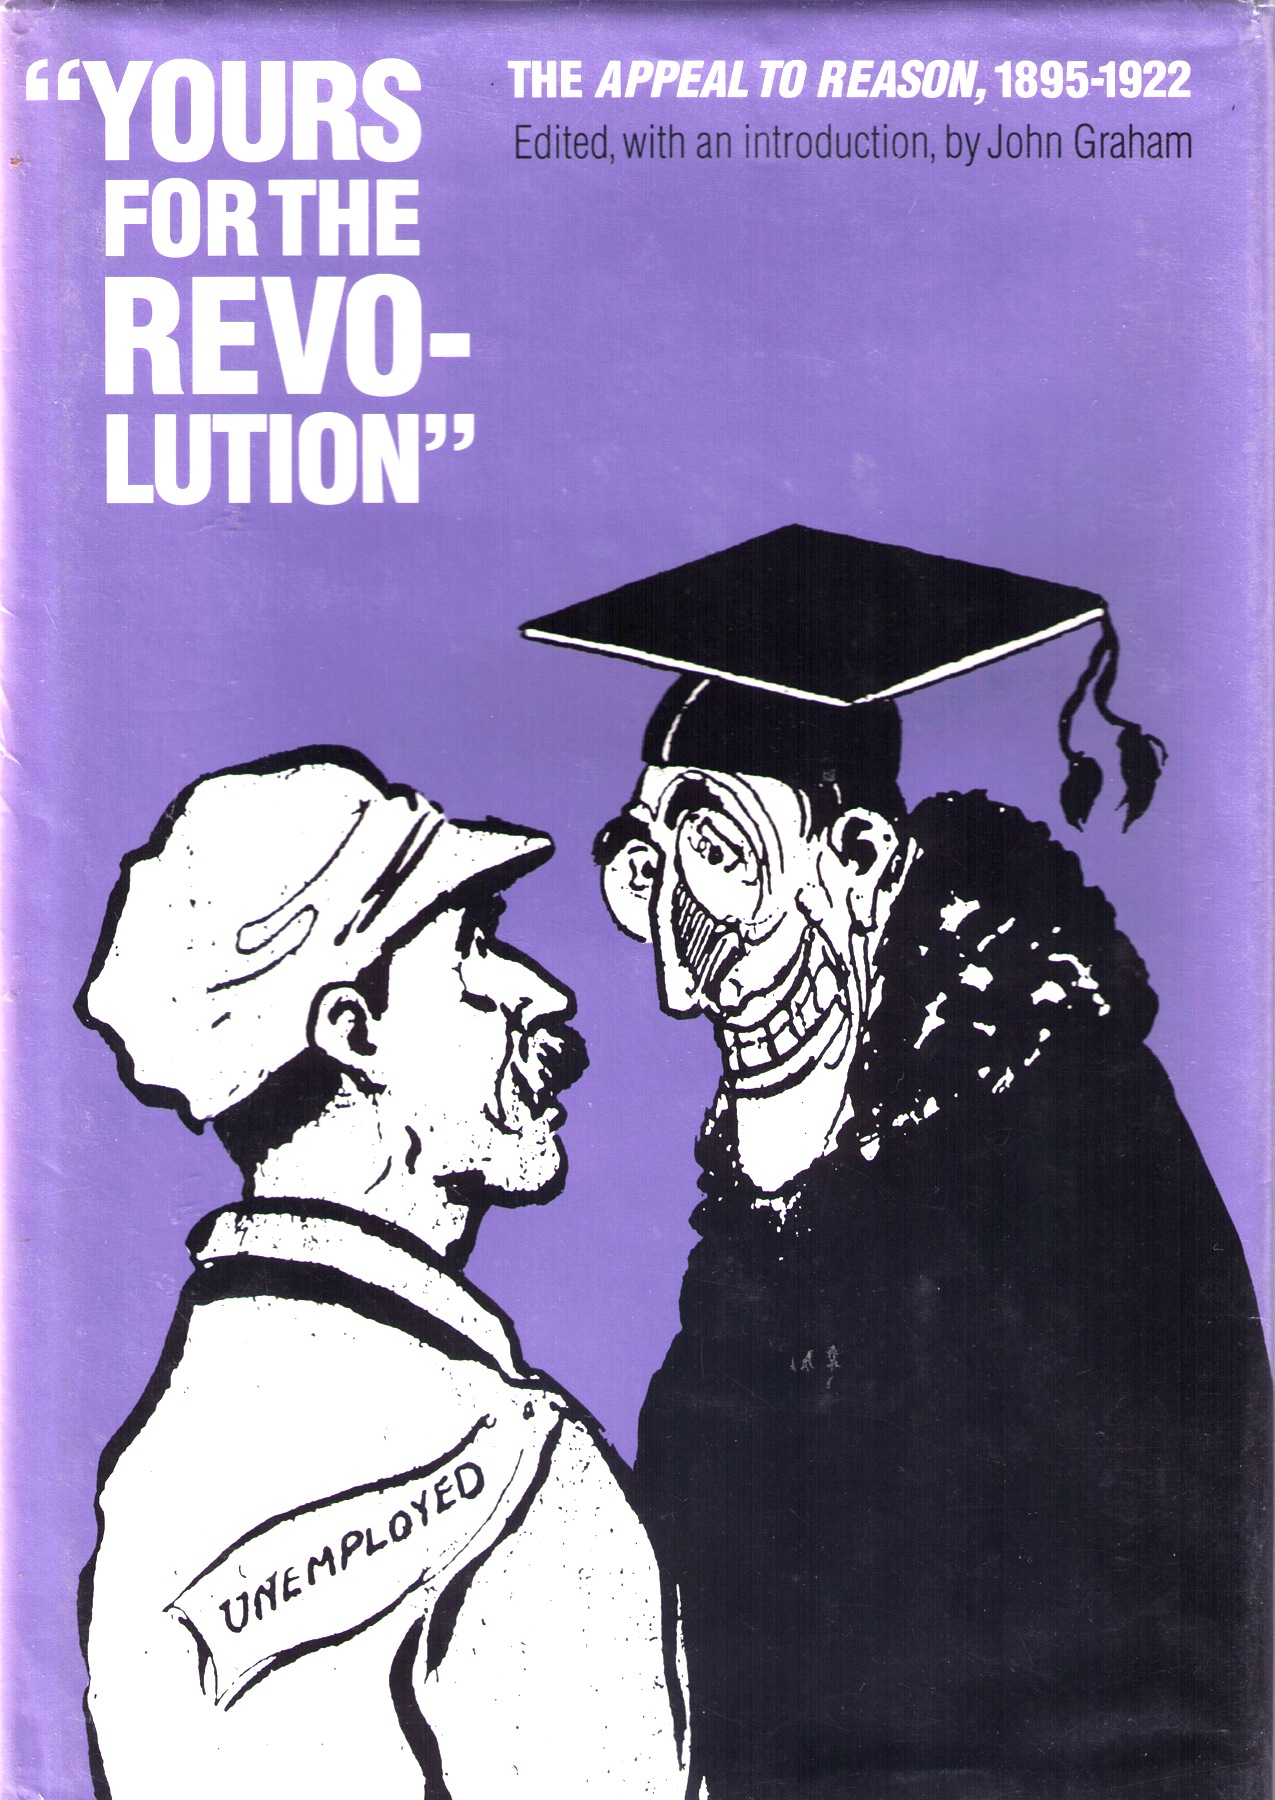 “YOURS
FOR THE
REVO-
LUTION”
THE APPEAL TO REASON, 1895-1922
Edited, with an introduction, by John Graham
UNEMPLOYED